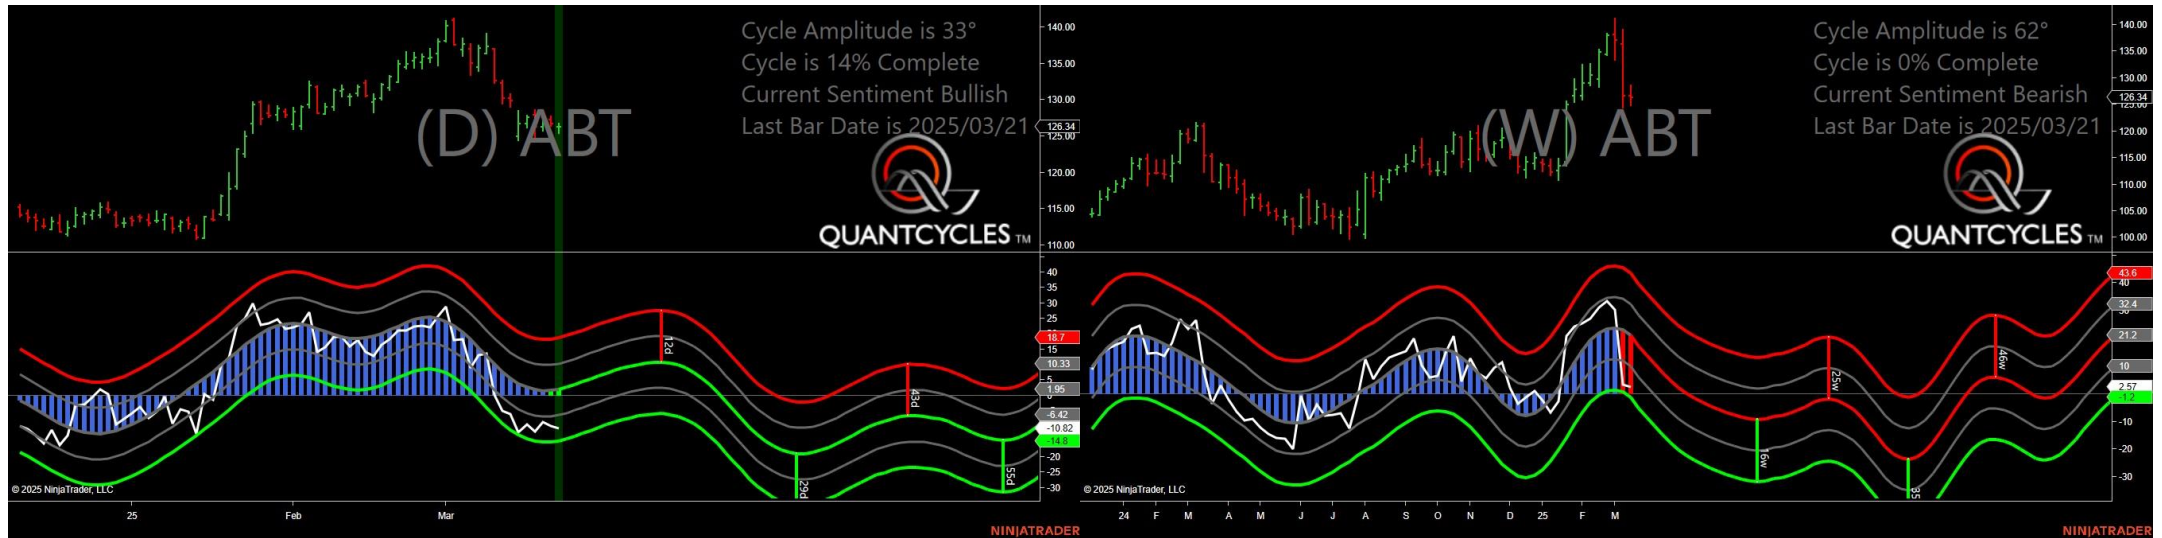 Cycle Amplitude is 33°
Cycle is 14% Complete
Current Sentiment Bullish
Last Bar Date is 2025/03/21
(D) ABT
QUANTCYCLES TM
140.00
135.00
130.00
126.34
125.00
120.00
115.00
110.00
40
35
30
25
18.7
15
10.33
5
1.95
-6.42
-10.82
-14.8
-20
-25
-30
12d
29d
43d
55d
© 2025 NinjaTrader, LLC
25 Feb Mar
NINJATRADER
Cycle Amplitude is 62°
Cycle is 0% Complete
Current Sentiment Bearish
Last Bar Date is 2025/03/21
(W) ABT
QUANTCYCLES TM
140.00
135.00
130.00
126.34
125.00
120.00
115.00
110.00
105.00
100.00
43.6
40
32.4
30
21.2
10
2.57
-1.2
-10
-20
-30
16w
25w
46w
© 2025 NinjaTrader, LLC
24 F M A M J J A S O N D 25 F M
NINJATRADER